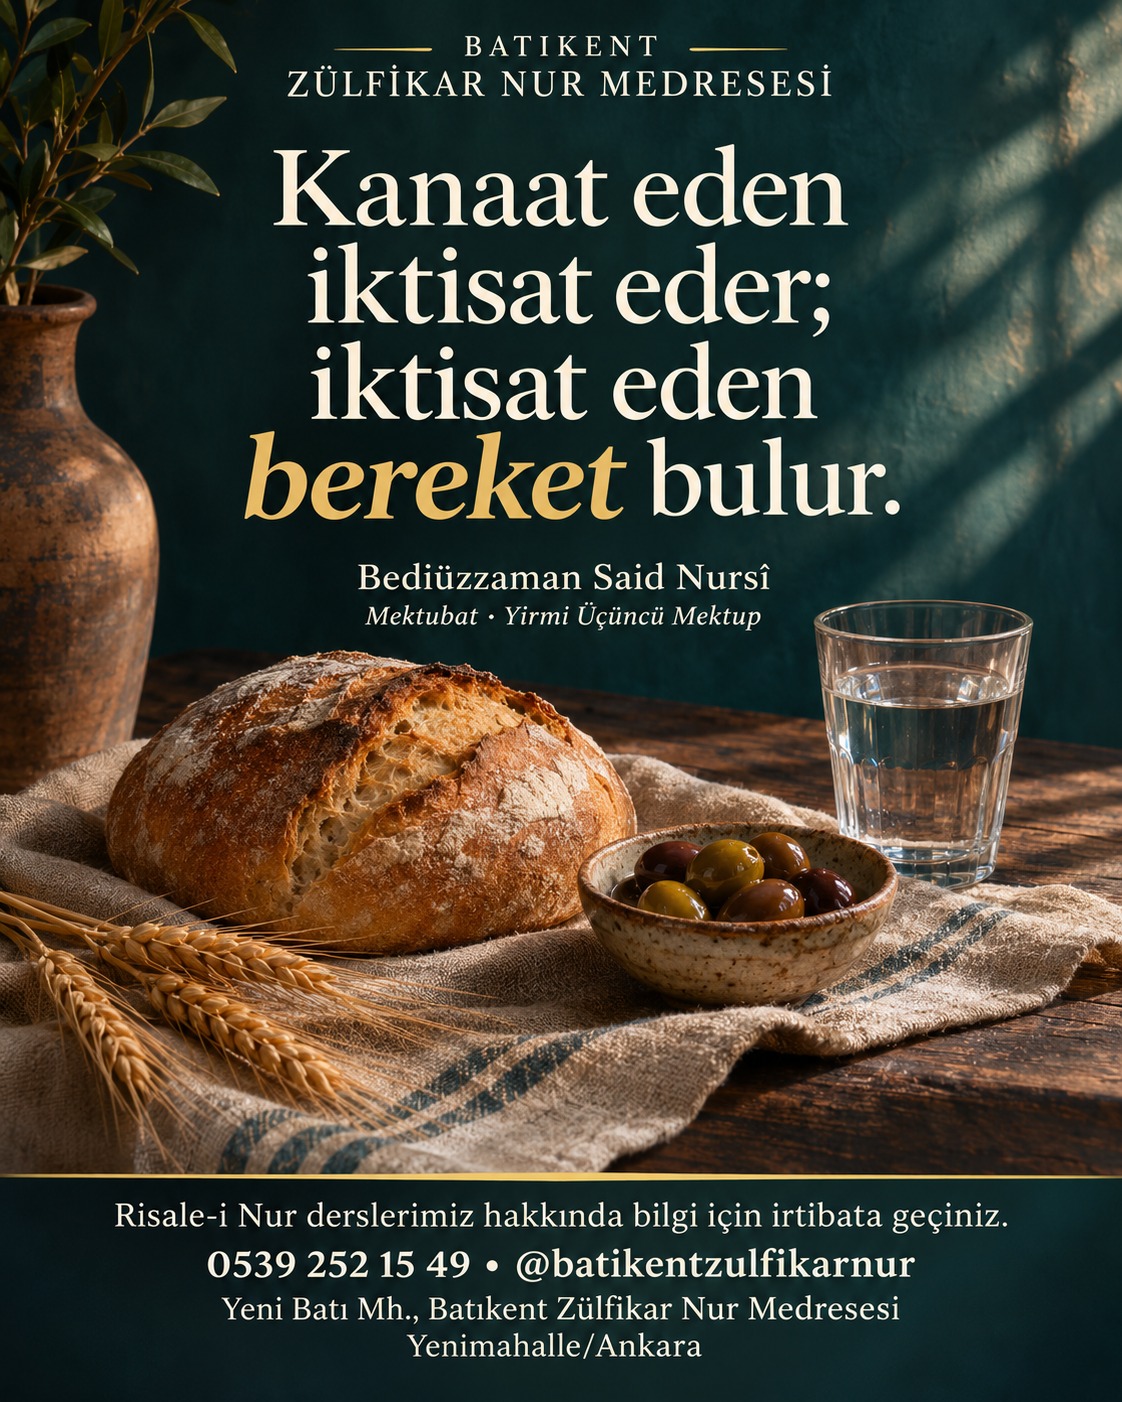 BATIKENT
ZÜLFİKAR NUR MEDRESESİ
Kanaat eden
iktisat eder;
iktisat eden
bereket bulur.
Bediüzzaman Said Nursî
Mektubat • Yirmi Üçüncü Mektup
Risale-i Nur derslerimiz hakkında bilgi için irtibata geçiniz.
0539 252 15 49 • @batikentzulfikarnur
Yeni Batı Mh., Batıkent Zülfikar Nur Medresesi
Yenimahalle/Ankara